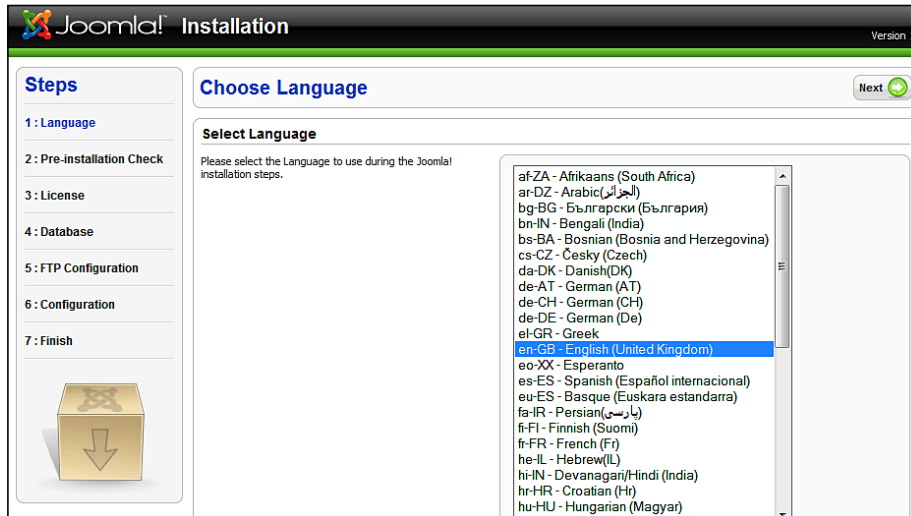 Joomla! Installation
Version
Steps
1 : Language
2 : Pre-installation Check
3 : License
4 : Database
5 : FTP Configuration
6 : Configuration
7 : Finish
Choose Language
Next
Select Language
Please select the Language to use during the Joomla!
installation steps.
af-ZA - Afrikaans (South Africa)
ar-DZ - Arabic(الجزائر)
bg-BG - Български (България)
bn-IN - Bengali (India)
bs-BA - Bosnian (Bosnia and Herzegovina)
cs-CZ - Česky (Czech)
da-DK - Danish(DK)
de-AT - German (AT)
de-CH - German (CH)
de-DE - German (De)
el-GR - Greek
en-GB - English (United Kingdom)
eo-XX - Esperanto
es-ES - Spanish (Español internacional)
eu-ES - Basque (Euskara estandarra)
fa-IR - Persian(پارسی)
fi-FI - Finnish (Suomi)
fr-FR - French (Fr)
he-IL - Hebrew(IL)
hi-IN - Devanagari/Hindi (India)
hr-HR - Croatian (Hr)
hu-HU - Hungarian (Magyar)